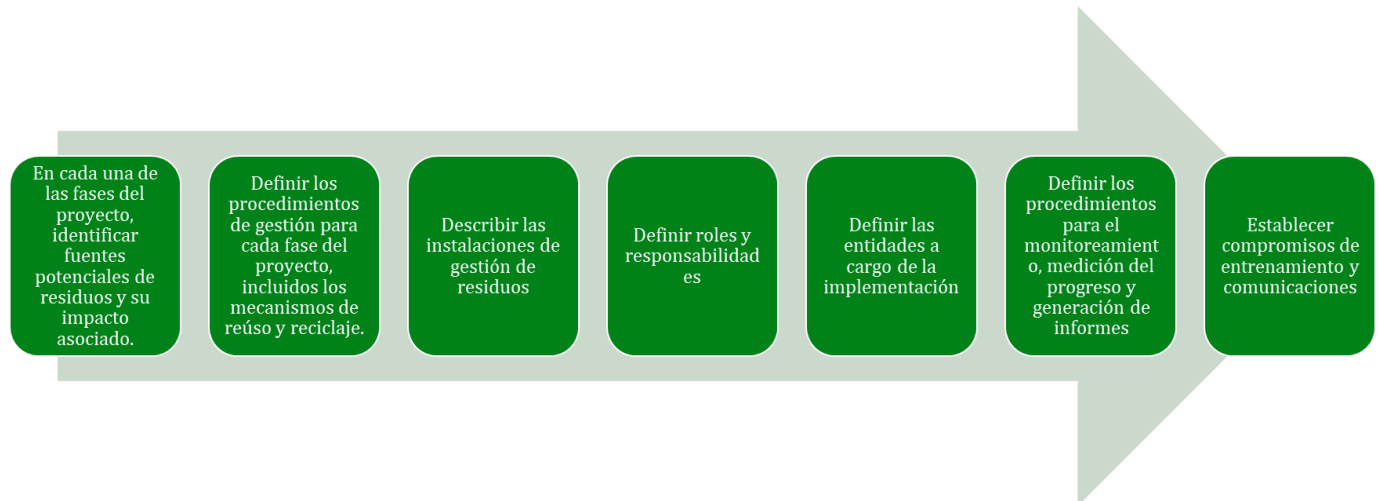 En cada una de
las fases del
proyecto,
identificar
fuentes
potenciales de
residuos y su
impacto
asociado.
Definir los
procedimientos
de gestión para
cada fase del
proyecto,
incluidos los
mecanismos de
reúso y reciclaje.
Describir las
instalaciones de
gestión de
residuos
Definir roles y
responsabilidad
es
Definir las
entidades a
cargo de la
implementación
Definir los
procedimientos
para el
monitoreamient
o, medición del
progreso y
generación de
informes
Establecer
compromisos de
entrenamiento y
comunicaciones